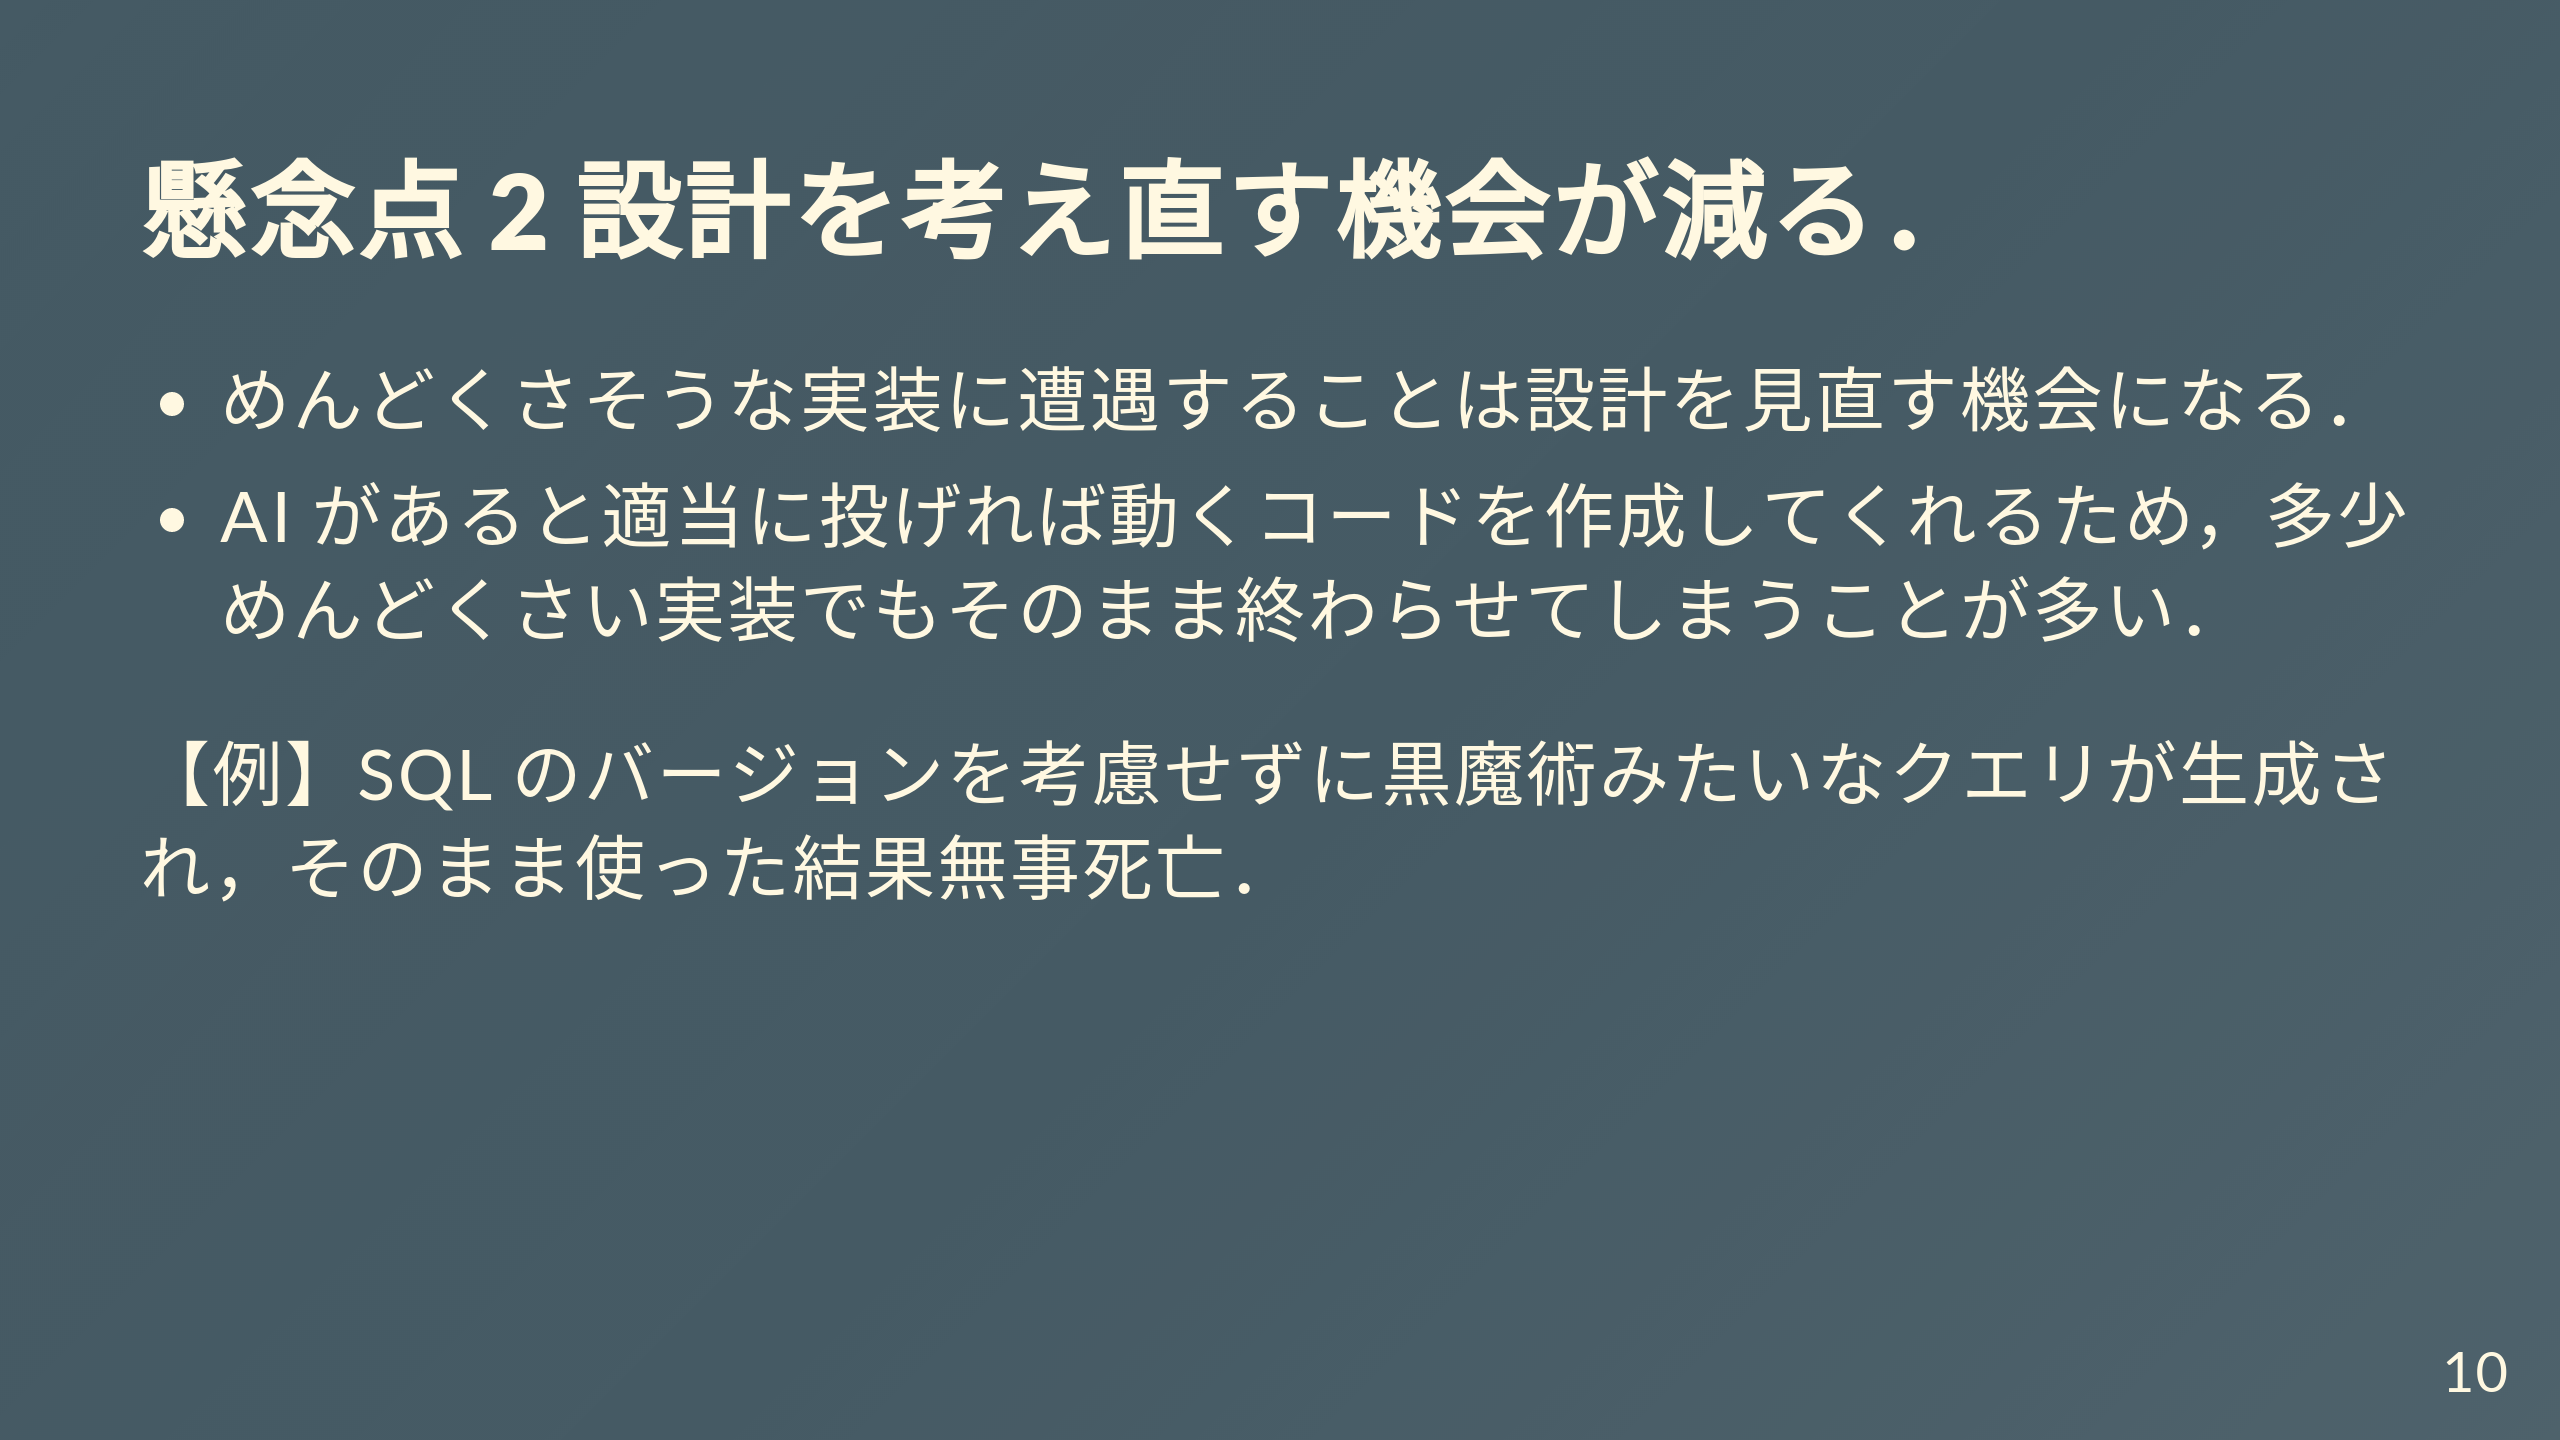 懸念点 2 設計を考え直す機会が減る．
• めんどくさそうな実装に遭遇することは設計を見直す機会になる．
• AI があると適当に投げれば動くコードを作成してくれるため，多少
めんどくさい実装でもそのまま終わらせてしまうことが多い．
【例】SQL のバージョンを考慮せずに黒魔術みたいなクエリが生成さ
れ，そのまま使った結果無事死亡．
10